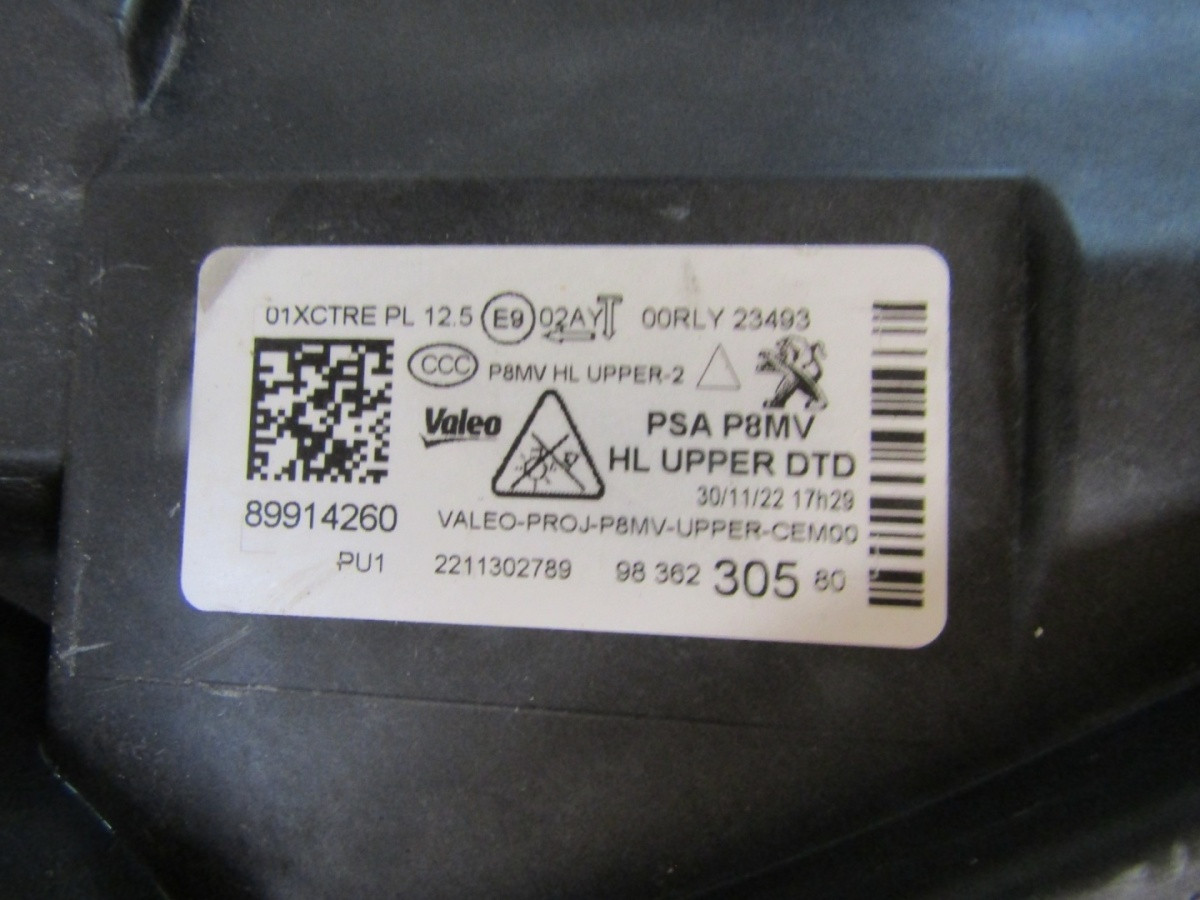 01XCTRE PL 12.5 E9 02AY 00RLY 23493
CCC P8MV HL UPPER-2
Valeo PSA P8MV
HL UPPER DTD
30/11/22 17h29
89914260 VALEO-PROJ-P8MV-UPPER-CEM00
PU1 2211302789 98 362 305 80